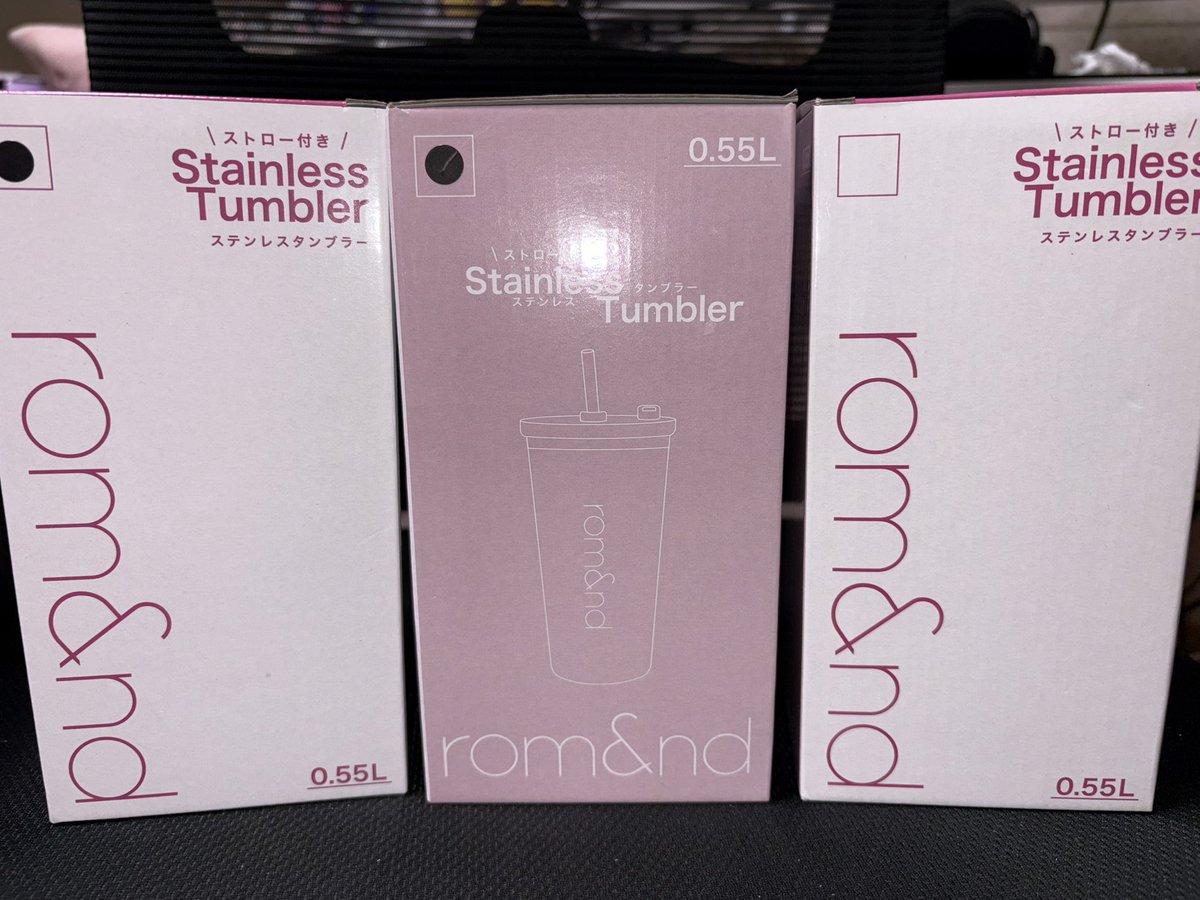 \ ストロー付き /
Stainless
Tumbler
ステンレスタンブラー
rom&nd
0.55L
0.55L
\ ストロー
Stainless
ステンレス
タンブラー
Tumbler
rom&nd
rom&nd
\ ストロー付き /
Stainless
Tumbler
ステンレスタンブラー
rom&nd
0.55L